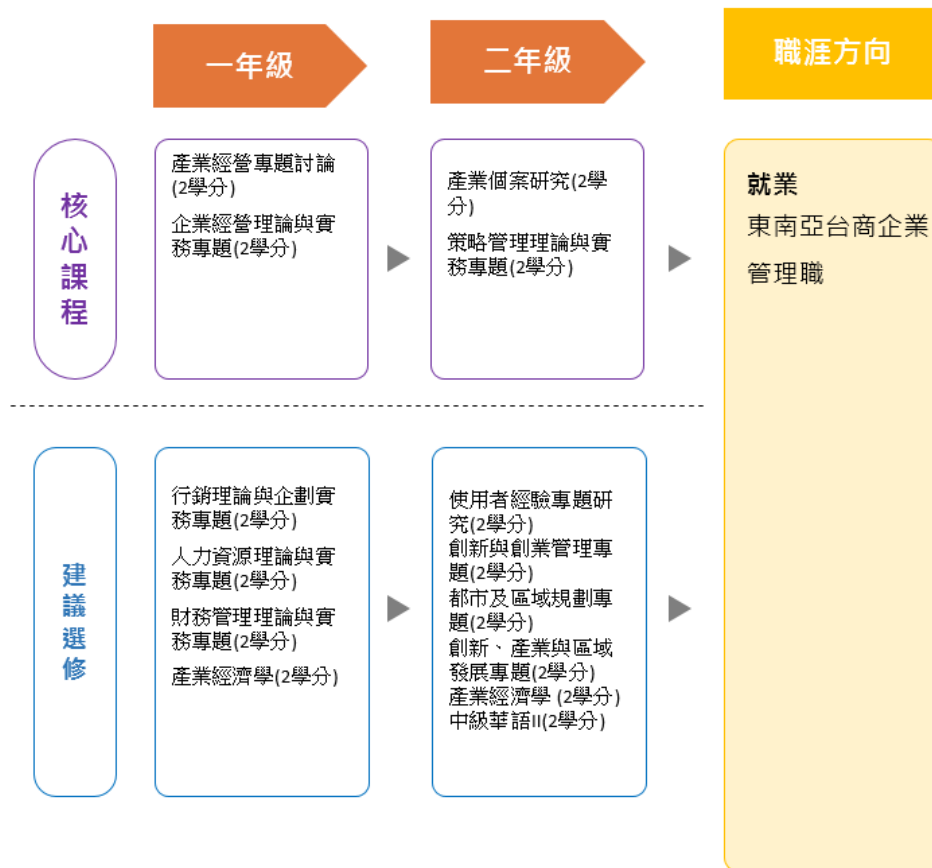 一年級
二年級
職涯方向
核
心
課
程
產業經營專題討論
(2學分)
企業經營理論與實
務專題(2學分)
產業個案研究(2學
分)
策略管理理論與實
務專題(2學分)
就業
東南亞台商企業
管理職
建
議
選
修
行銷理論與企劃實
務專題(2學分)
人力資源理論與實
務專題(2學分)
財務管理理論與實
務專題(2學分)
產業經濟學(2學分)
使用者經驗專題研
究(2學分)
創新與創業管理專
題(2學分)
都市及區域規劃專
題(2學分)
創新、產業與區域
發展專題(2學分)
產業經濟學 (2學分)
中級華語II(2學分)